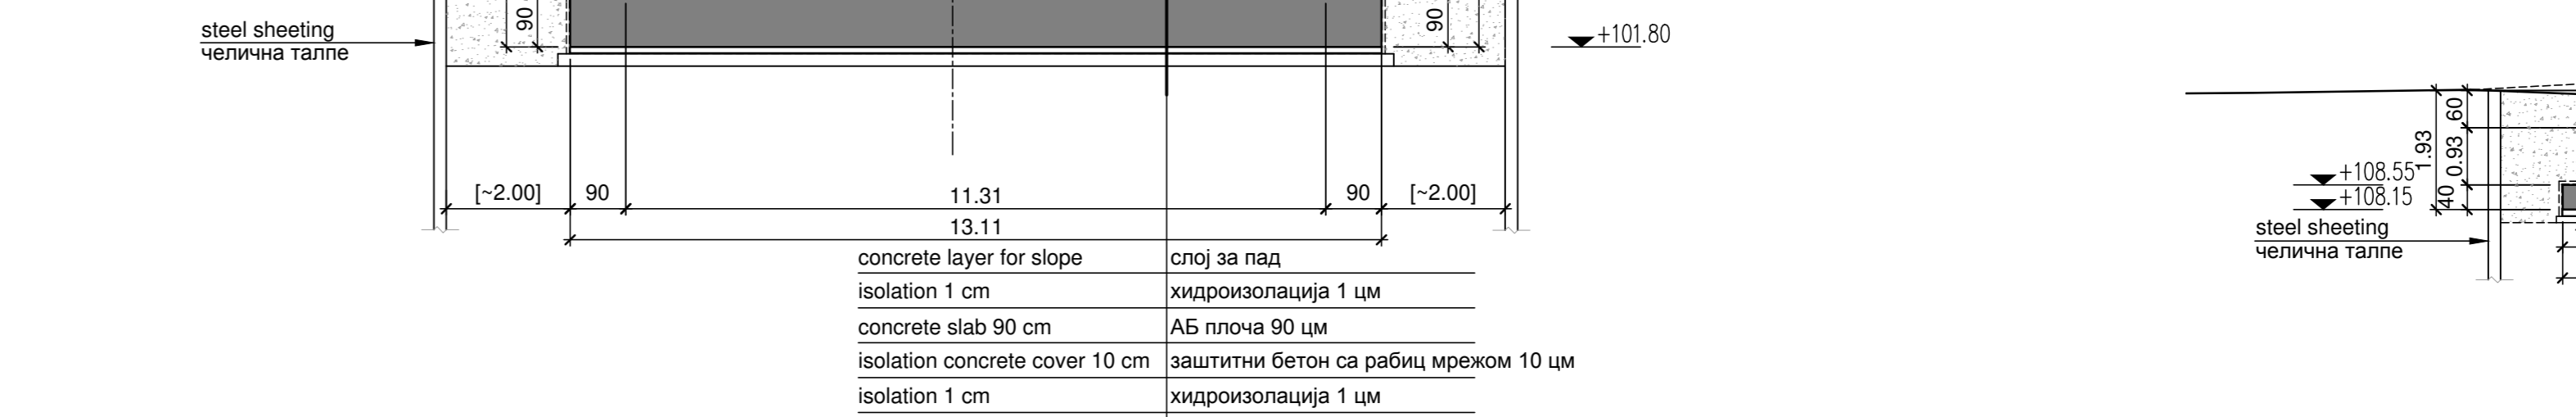 90
90
steel sheeting
челична талпе
+101.80
[~2.00]
90
11.31
90
[~2.00]
13.11
concrete layer for slope
слој за пад
isolation 1 cm
хидроизолација 1 цм
concrete slab 90 cm
АБ плоча 90 цм
isolation concrete cover 10 cm
заштитни бетон са рабиц мрежом 10 цм
isolation 1 cm
хидроизолација 1 цм
60
1.93
0.93
40
+108.55
+108.15
steel sheeting
челична талпе